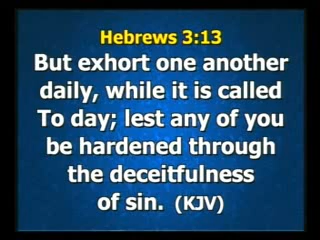 Hebrews 3:13
But exhort one another
daily, while it is called
To day; lest any of you
be hardened through
the deceitfulness
of sin. (KJV)